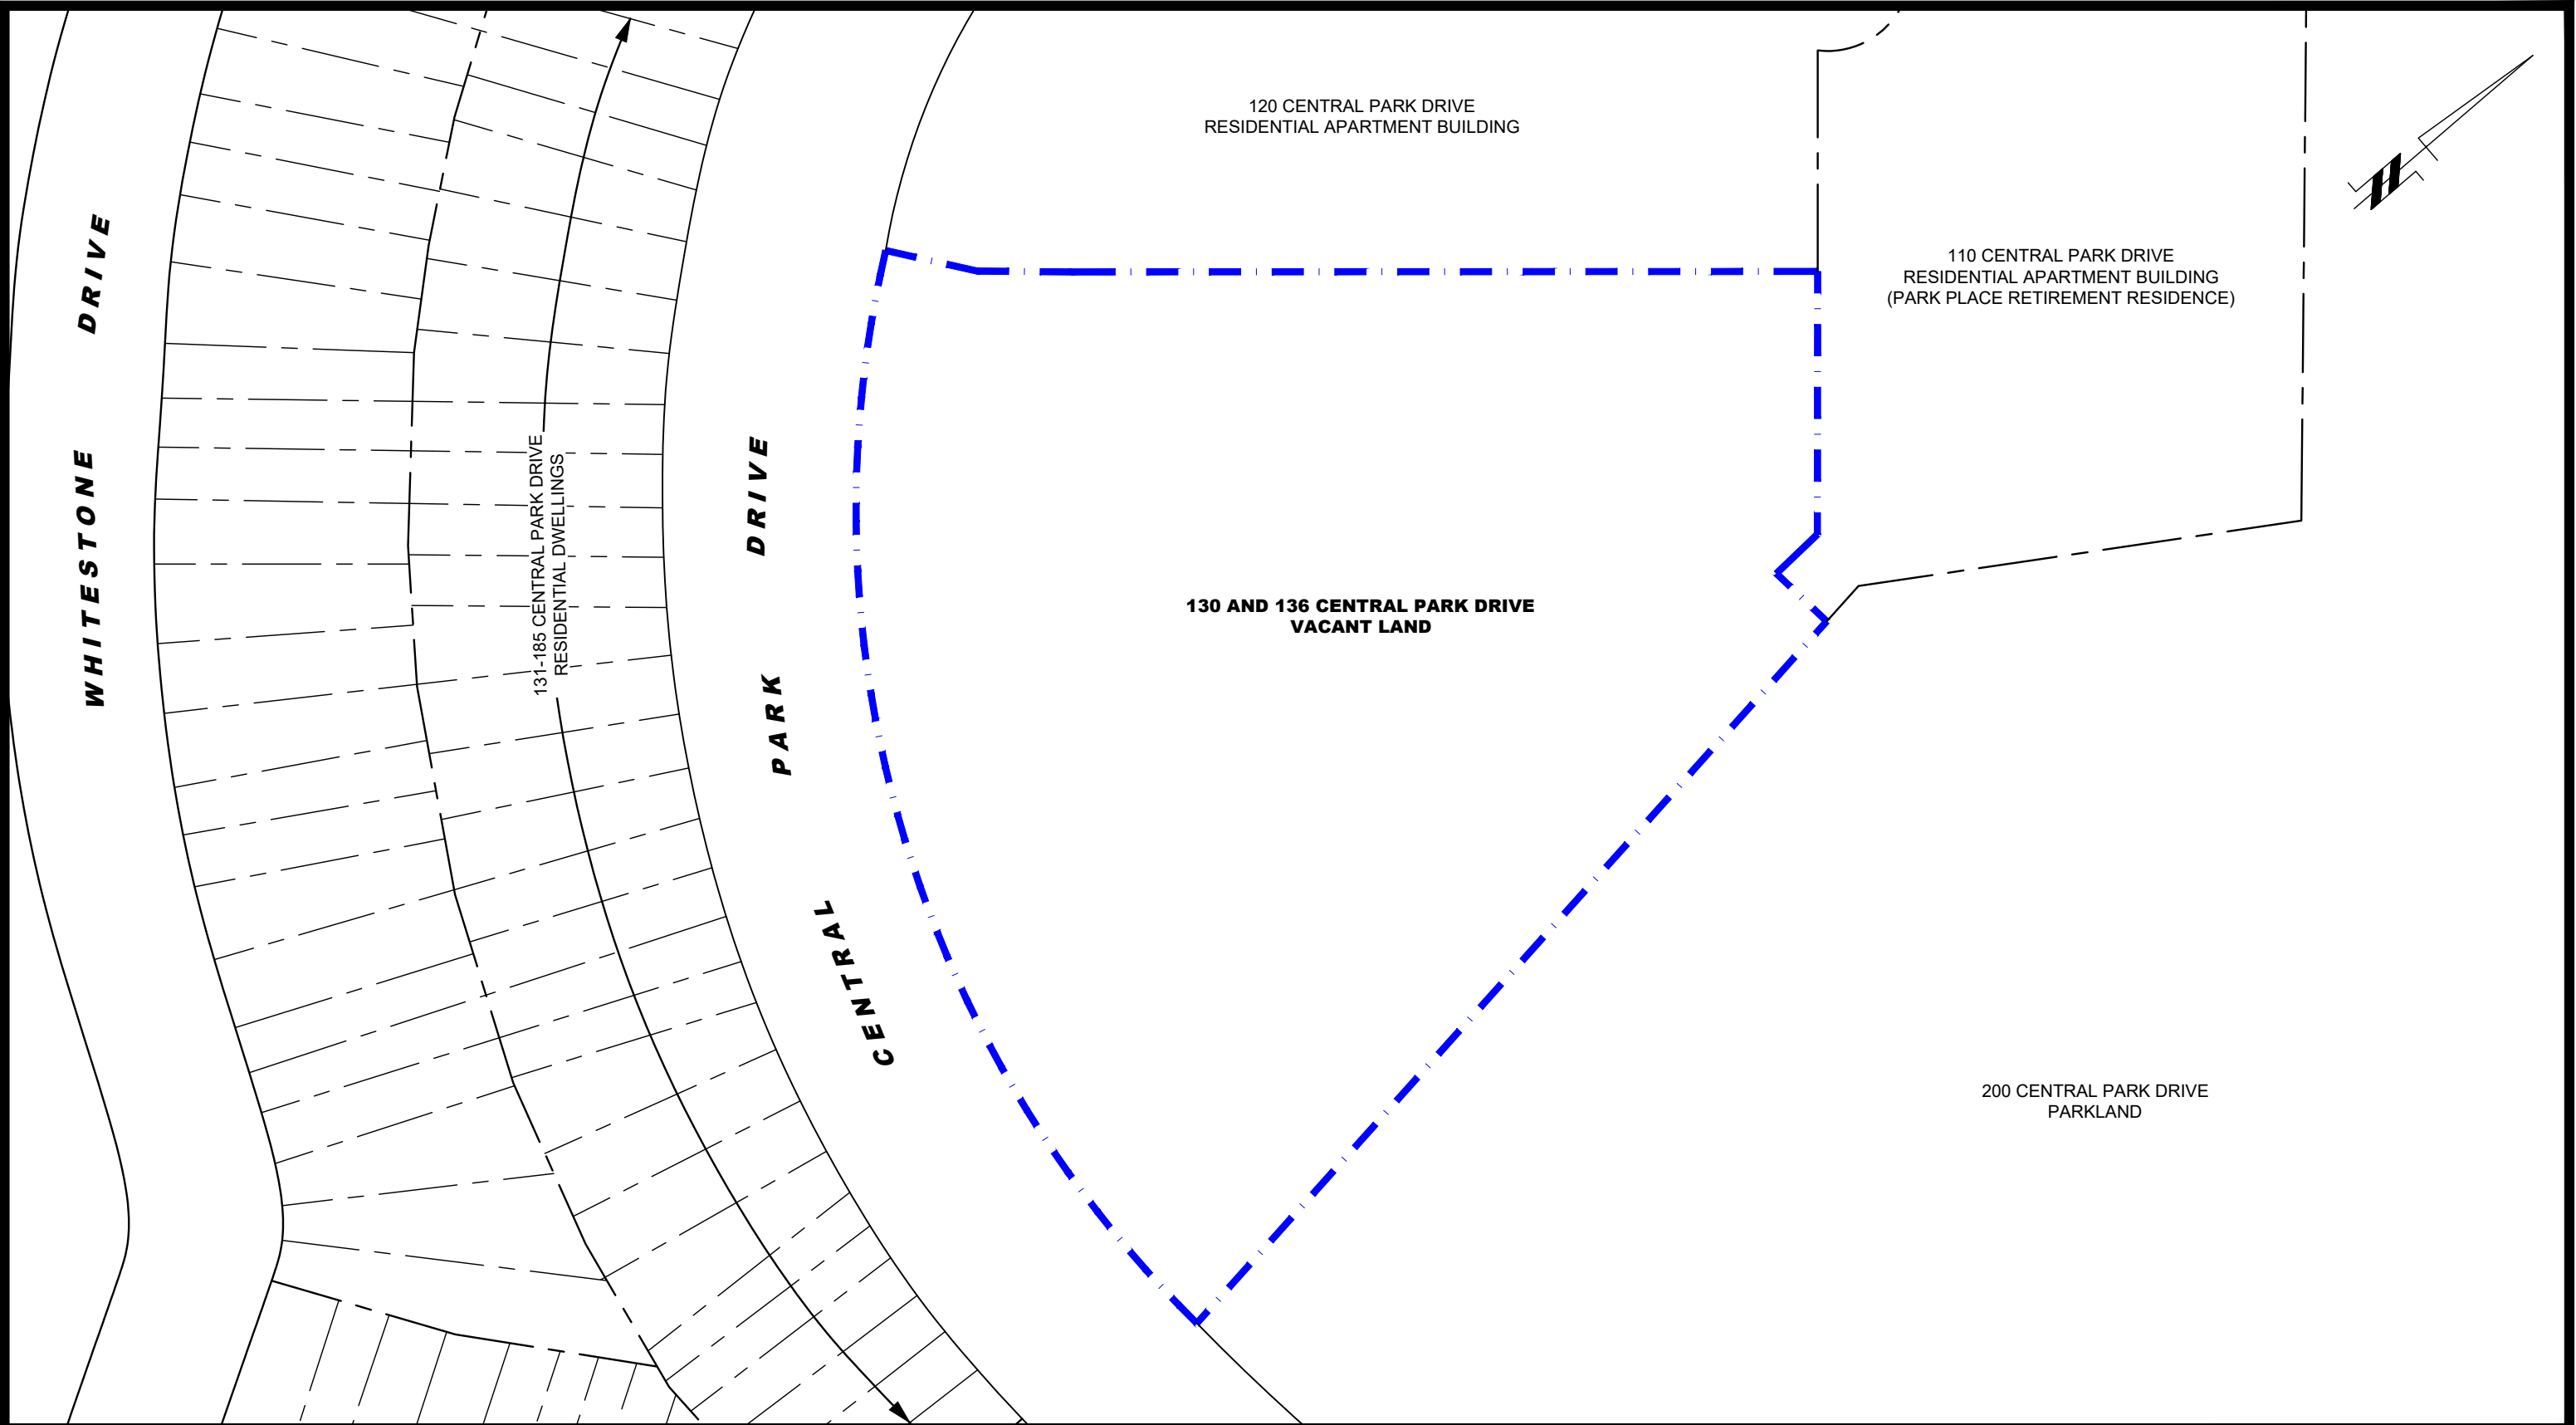 120 CENTRAL PARK DRIVE
RESIDENTIAL APARTMENT BUILDING
110 CENTRAL PARK DRIVE
RESIDENTIAL APARTMENT BUILDING
(PARK PLACE RETIREMENT RESIDENCE)
WHITESTONE DRIVE
131-185 CENTRAL PARK DRIVE
RESIDENTIAL DWELLINGS
CENTRAL PARK DRIVE
130 AND 136 CENTRAL PARK DRIVE
VACANT LAND
200 CENTRAL PARK DRIVE
PARKLAND